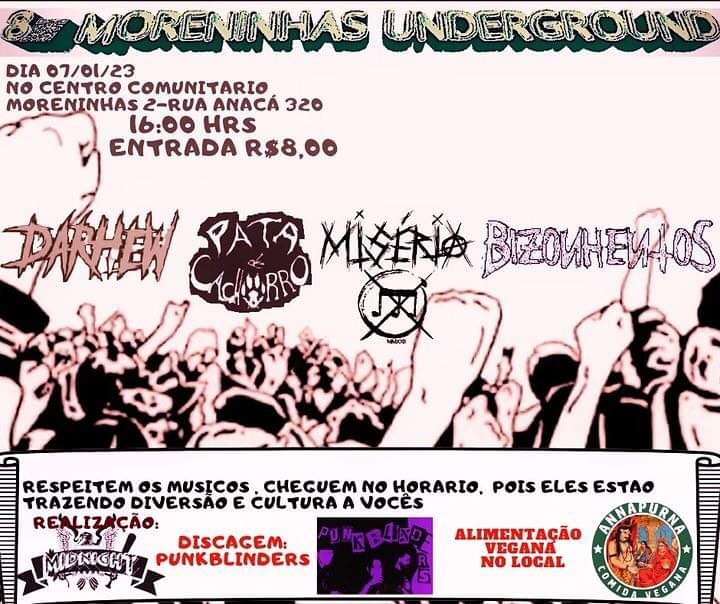 8 MORENINHAS UNDERGROUND
DIA 07/01/23
NO CENTRO COMUNITARIO
MORENINHAS 2-RUA ANACÁ 320
16:00 HRS
ENTRADA R$8,00
DARHEW
PATA
d
CACHORRO
MISÉRIA
BIZONHENTOS
RESPEITEM OS MUSICOS , CHEGUEM NO HORARIO, POIS ELES ESTAO
TRAZENDO DIVERSÃO E CULTURA A VOCÊS
REALIZAÇÃO:
MIDNIGHT
DISCAGEM:
PUNKBLINDERS
PUNKBLINDERS
ALIMENTAÇÃO
VEGANA
NO LOCAL
ANNAPURNA
COMIDA VEGANA